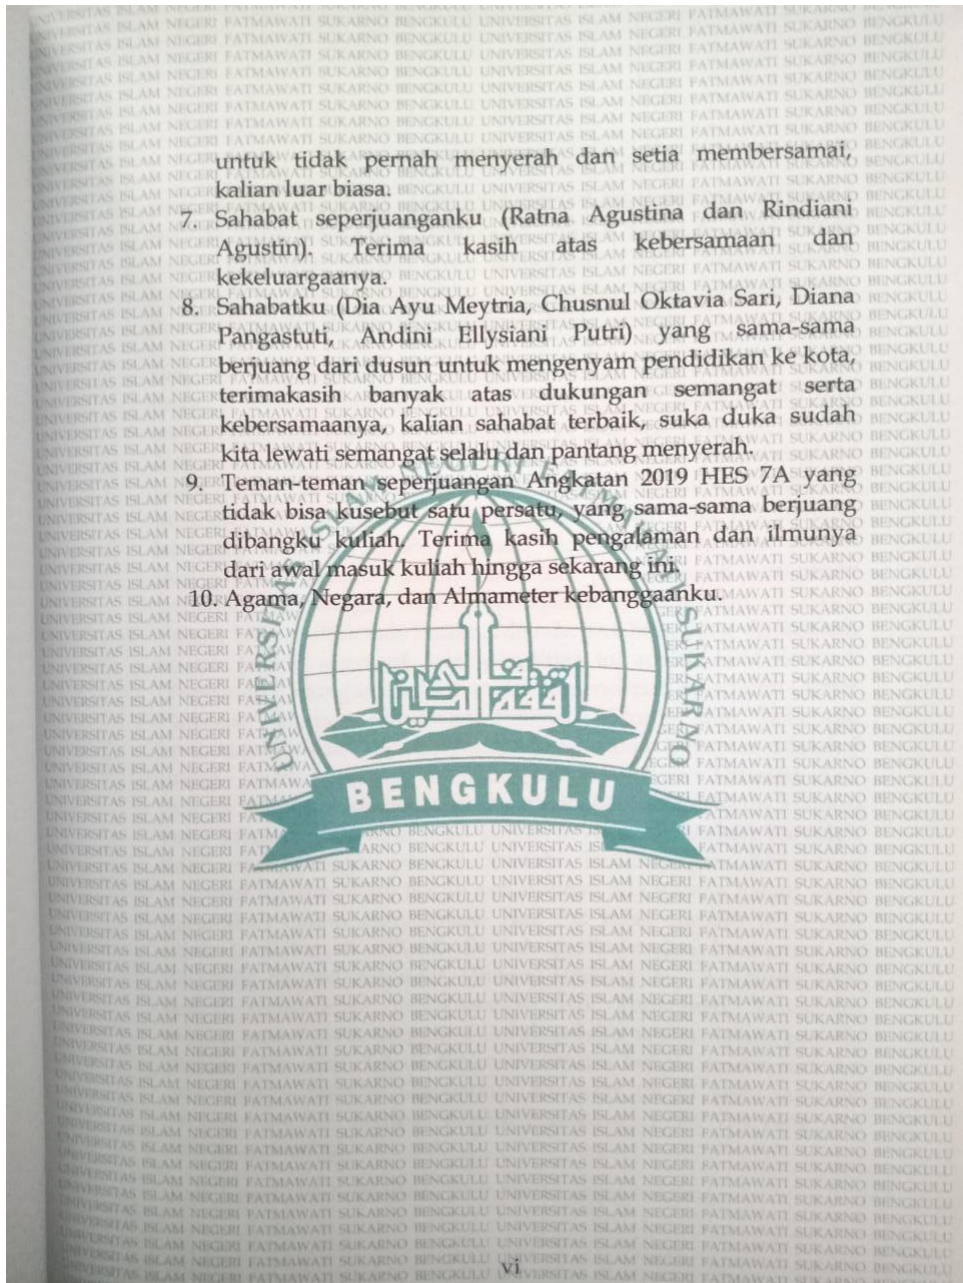 untuk tidak pernah menyerah dan setia membersamai,
kalian luar biasa.
7. Sahabat seperjuanganku (Ratna Agustina dan Rindiani
Agustin). Terima kasih atas kebersamaan dan
kekeluargaanya.
8. Sahabatku (Dia Ayu Meytria, Chusnul Oktavia Sari, Diana
Pangastuti, Andini Ellysiani Putri) yang sama-sama
berjuang dari dusun untuk mengenyam pendidikan ke kota,
terimakasih banyak atas dukungan semangat serta
kebersamaanya, kalian sahabat terbaik, suka duka sudah
kita lewati semangat selalu dan pantang menyerah.
9. Teman-teman seperjuangan Angkatan 2019 HES 7A yang
tidak bisa kusebut satu persatu, yang sama-sama berjuang
dibangku kuliah. Terima kasih pengalaman dan ilmunya
dari awal masuk kuliah hingga sekarang ini.
10. Agama, Negara, dan Almameter kebanggaanku.
UNIVERSITAS ISLAM NEGERI FATMAWATI SUKARNO
BENGKULU
vi